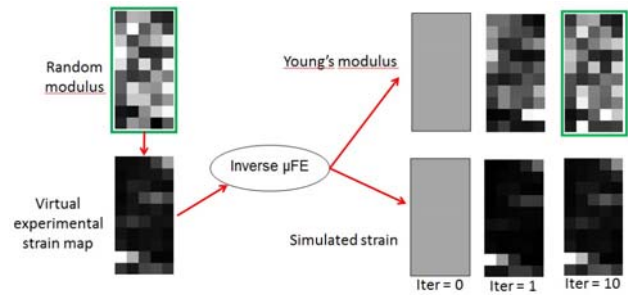 Random
modulus
Young's modulus
Inverse µFE
Virtual
experimental
strain map
Simulated strain
Iter = 0
Iter = 1
Iter = 10